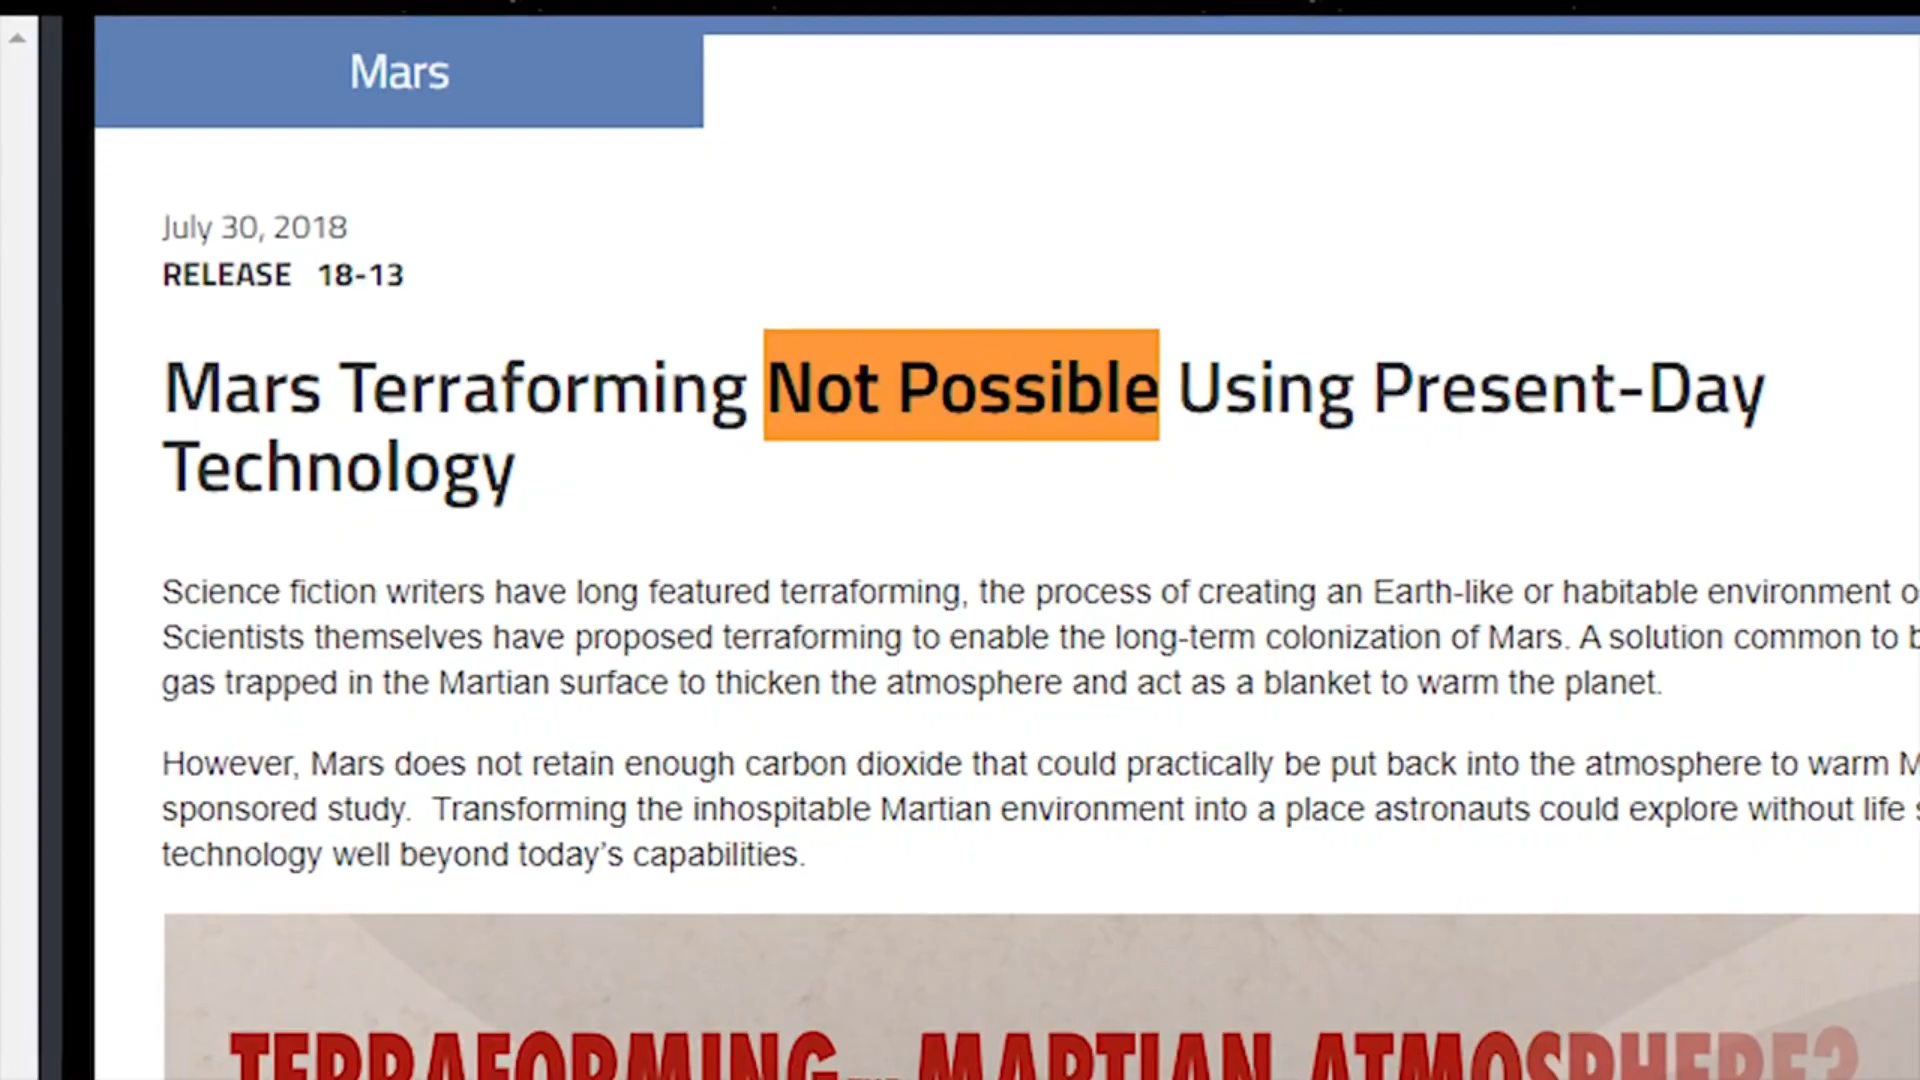 Mars
July 30, 2018
RELEASE 18-13
Mars Terraforming Not Possible Using Present-Day
Technology
Science fiction writers have long featured terraforming, the process of creating an Earth-like or habitable environment
Scientists themselves have proposed terraforming to enable the long-term colonization of Mars. A solution common to
gas trapped in the Martian surface to thicken the atmosphere and act as a blanket to warm the planet.
However, Mars does not retain enough carbon dioxide that could practically be put back into the atmosphere to warm
sponsored study. Transforming the inhospitable Martian environment into a place astronauts could explore without life
technology well beyond today's capabilities.
TERRAFORMING THE MARTIAN ATMOSPHERE?